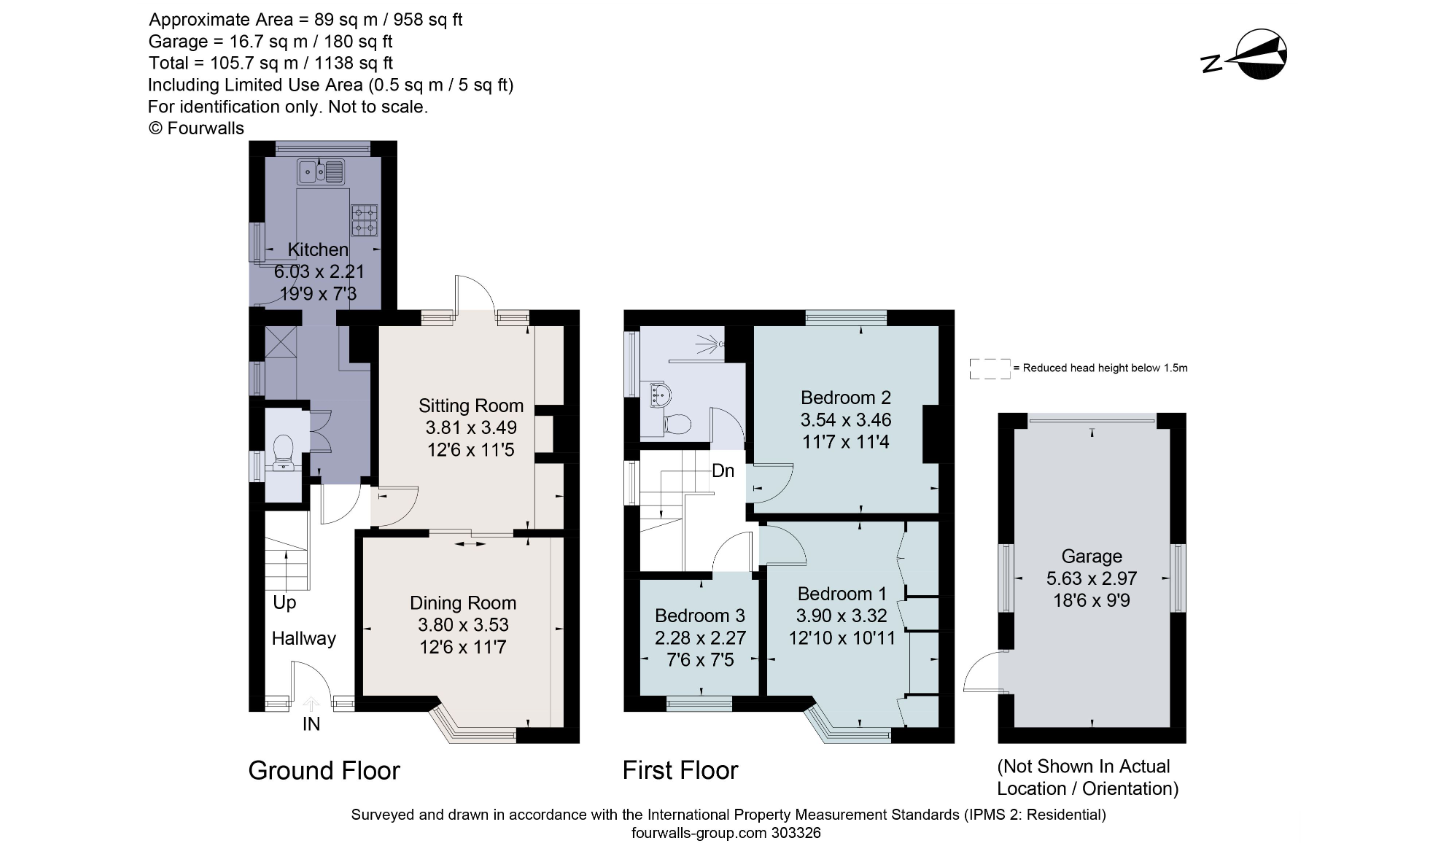 Approximate Area = 89 sq m / 958 sq ft
Garage = 16.7 sq m / 180 sq ft
Total = 105.7 sq m / 1138 sq ft
Including Limited Use Area (0.5 sq m / 5 sq ft)
For identification only. Not to scale.
© Fourwalls
N
Kitchen
6.03 x 2.21
19'9 x 7'3
Sitting Room
3.81 x 3.49
12'6 x 11'5
Dining Room
3.80 x 3.53
12'6 x 11'7
Up
Hallway
IN
Ground Floor
Bedroom 2
3.54 x 3.46
11'7 x 11'4
Dn
Bedroom 1
3.90 x 3.32
12'10 x 10'11
Bedroom 3
2.28 x 2.27
7'6 x 7'5
First Floor
= Reduced head height below 1.5m
Garage
5.63 x 2.97
18'6 x 9'9
(Not Shown In Actual
Location / Orientation)
Surveyed and drawn in accordance with the International Property Measurement Standards (IPMS 2: Residential)
fourwalls-group.com 303326